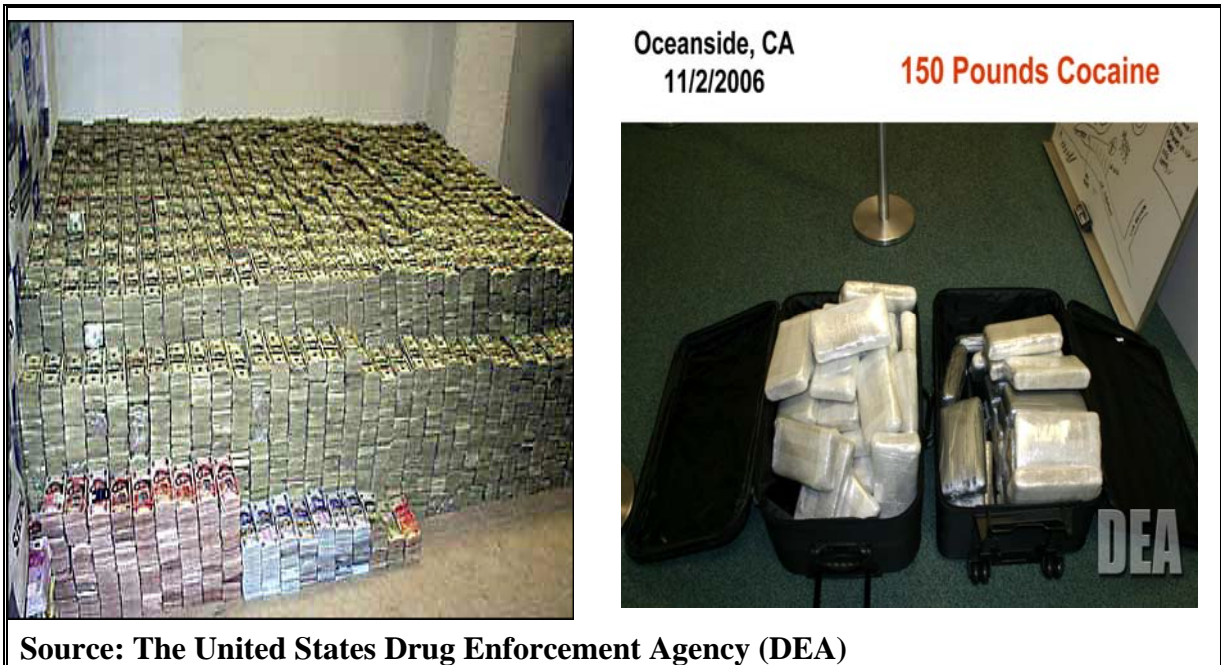 Oceanside, CA
11/2/2006
150 Pounds Cocaine
DEA
Source: The United States Drug Enforcement Agency (DEA)